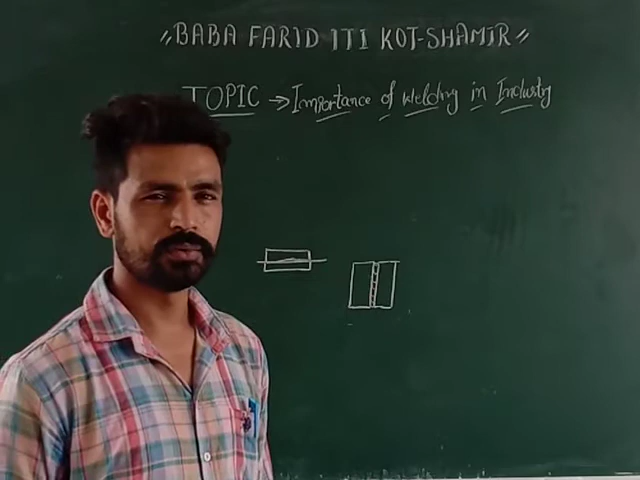 "BABA FARID ITI KOT-SHAMIR"
TOPIC → Importance of welding in Industry